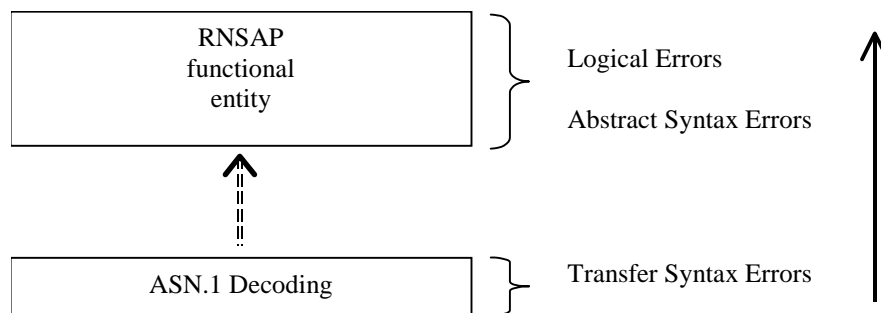 RNSAP
functional
entity
Logical Errors
Abstract Syntax Errors
ASN.1 Decoding
Transfer Syntax Errors